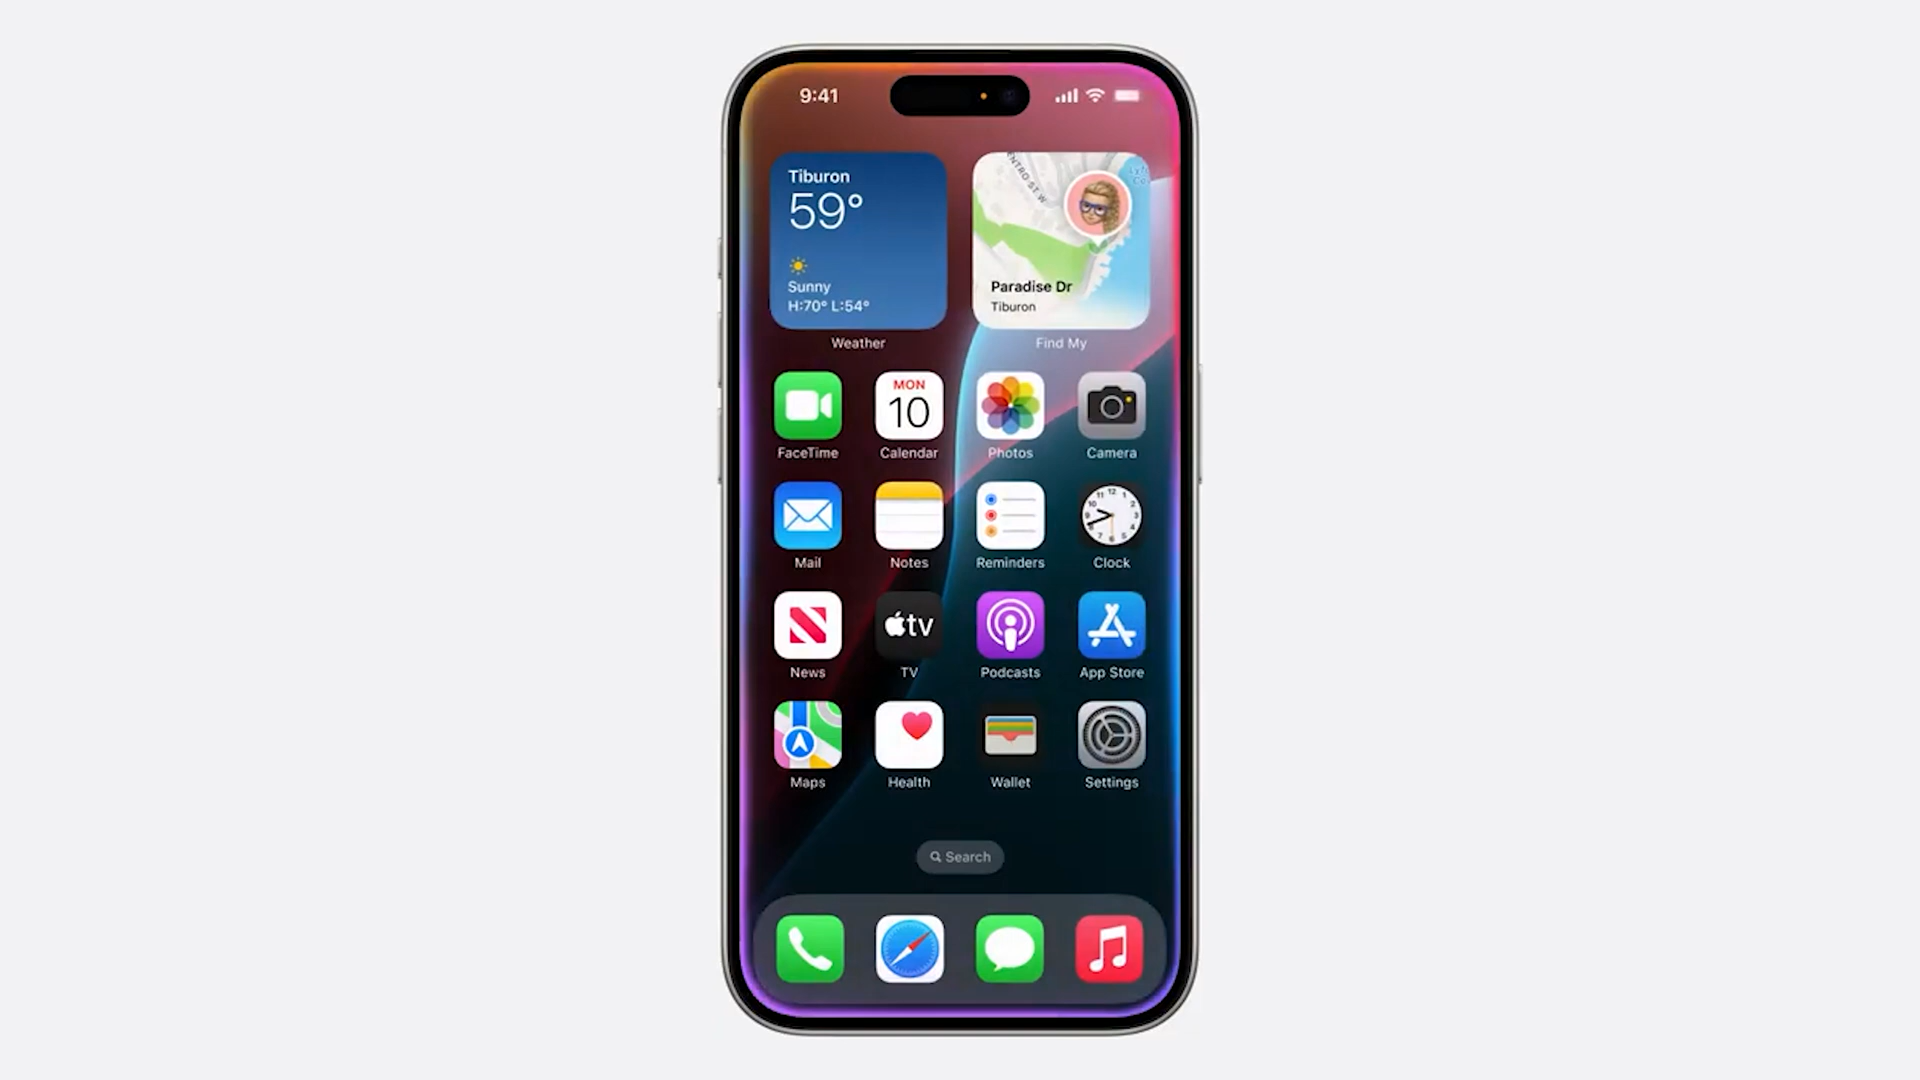 9:41
Tiburon
59°
Sunny
H:70° L:54°
Weather
Paradise Dr
Tiburon
Find My
FaceTime
MON
10
Calendar
Photos
Camera
Mail
Notes
Reminders
Clock
News
tv
TV
Podcasts
App Store
Maps
Health
Wallet
Settings
Search